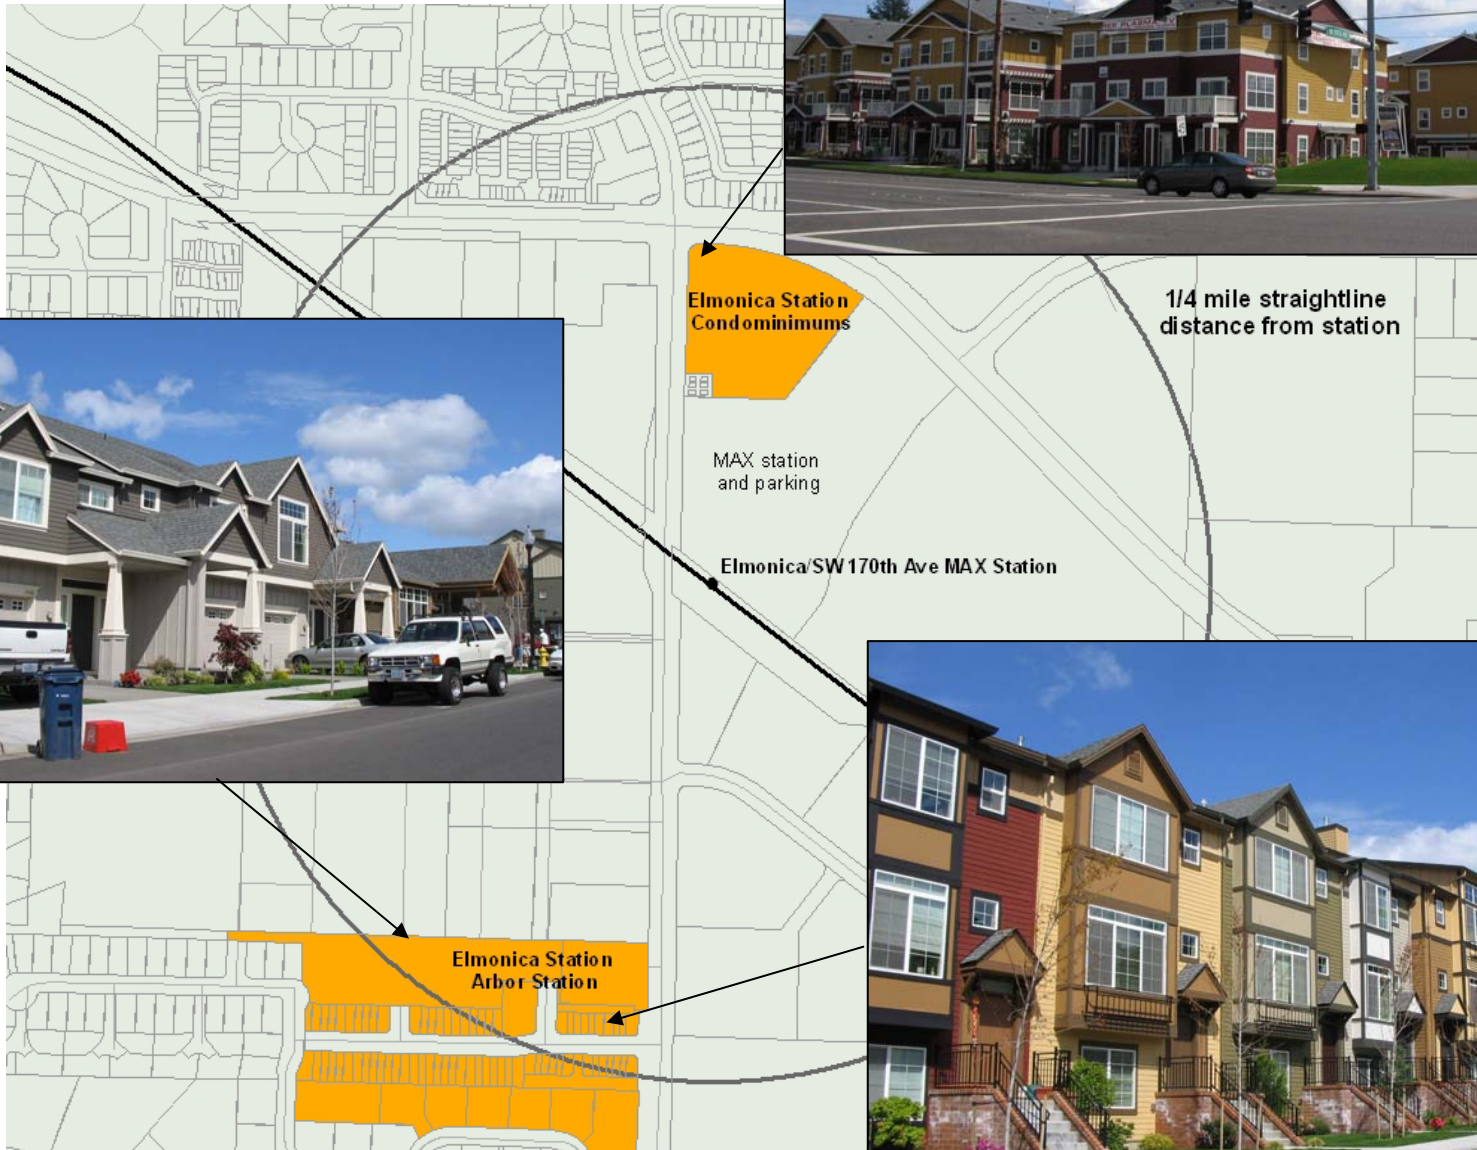 Elmonica Station
Condominimums
1/4 mile straightline
distance from station
MAX station
and parking
Elmonica/SW 170th Ave MAX Station
Elmonica Station
Arbor Station